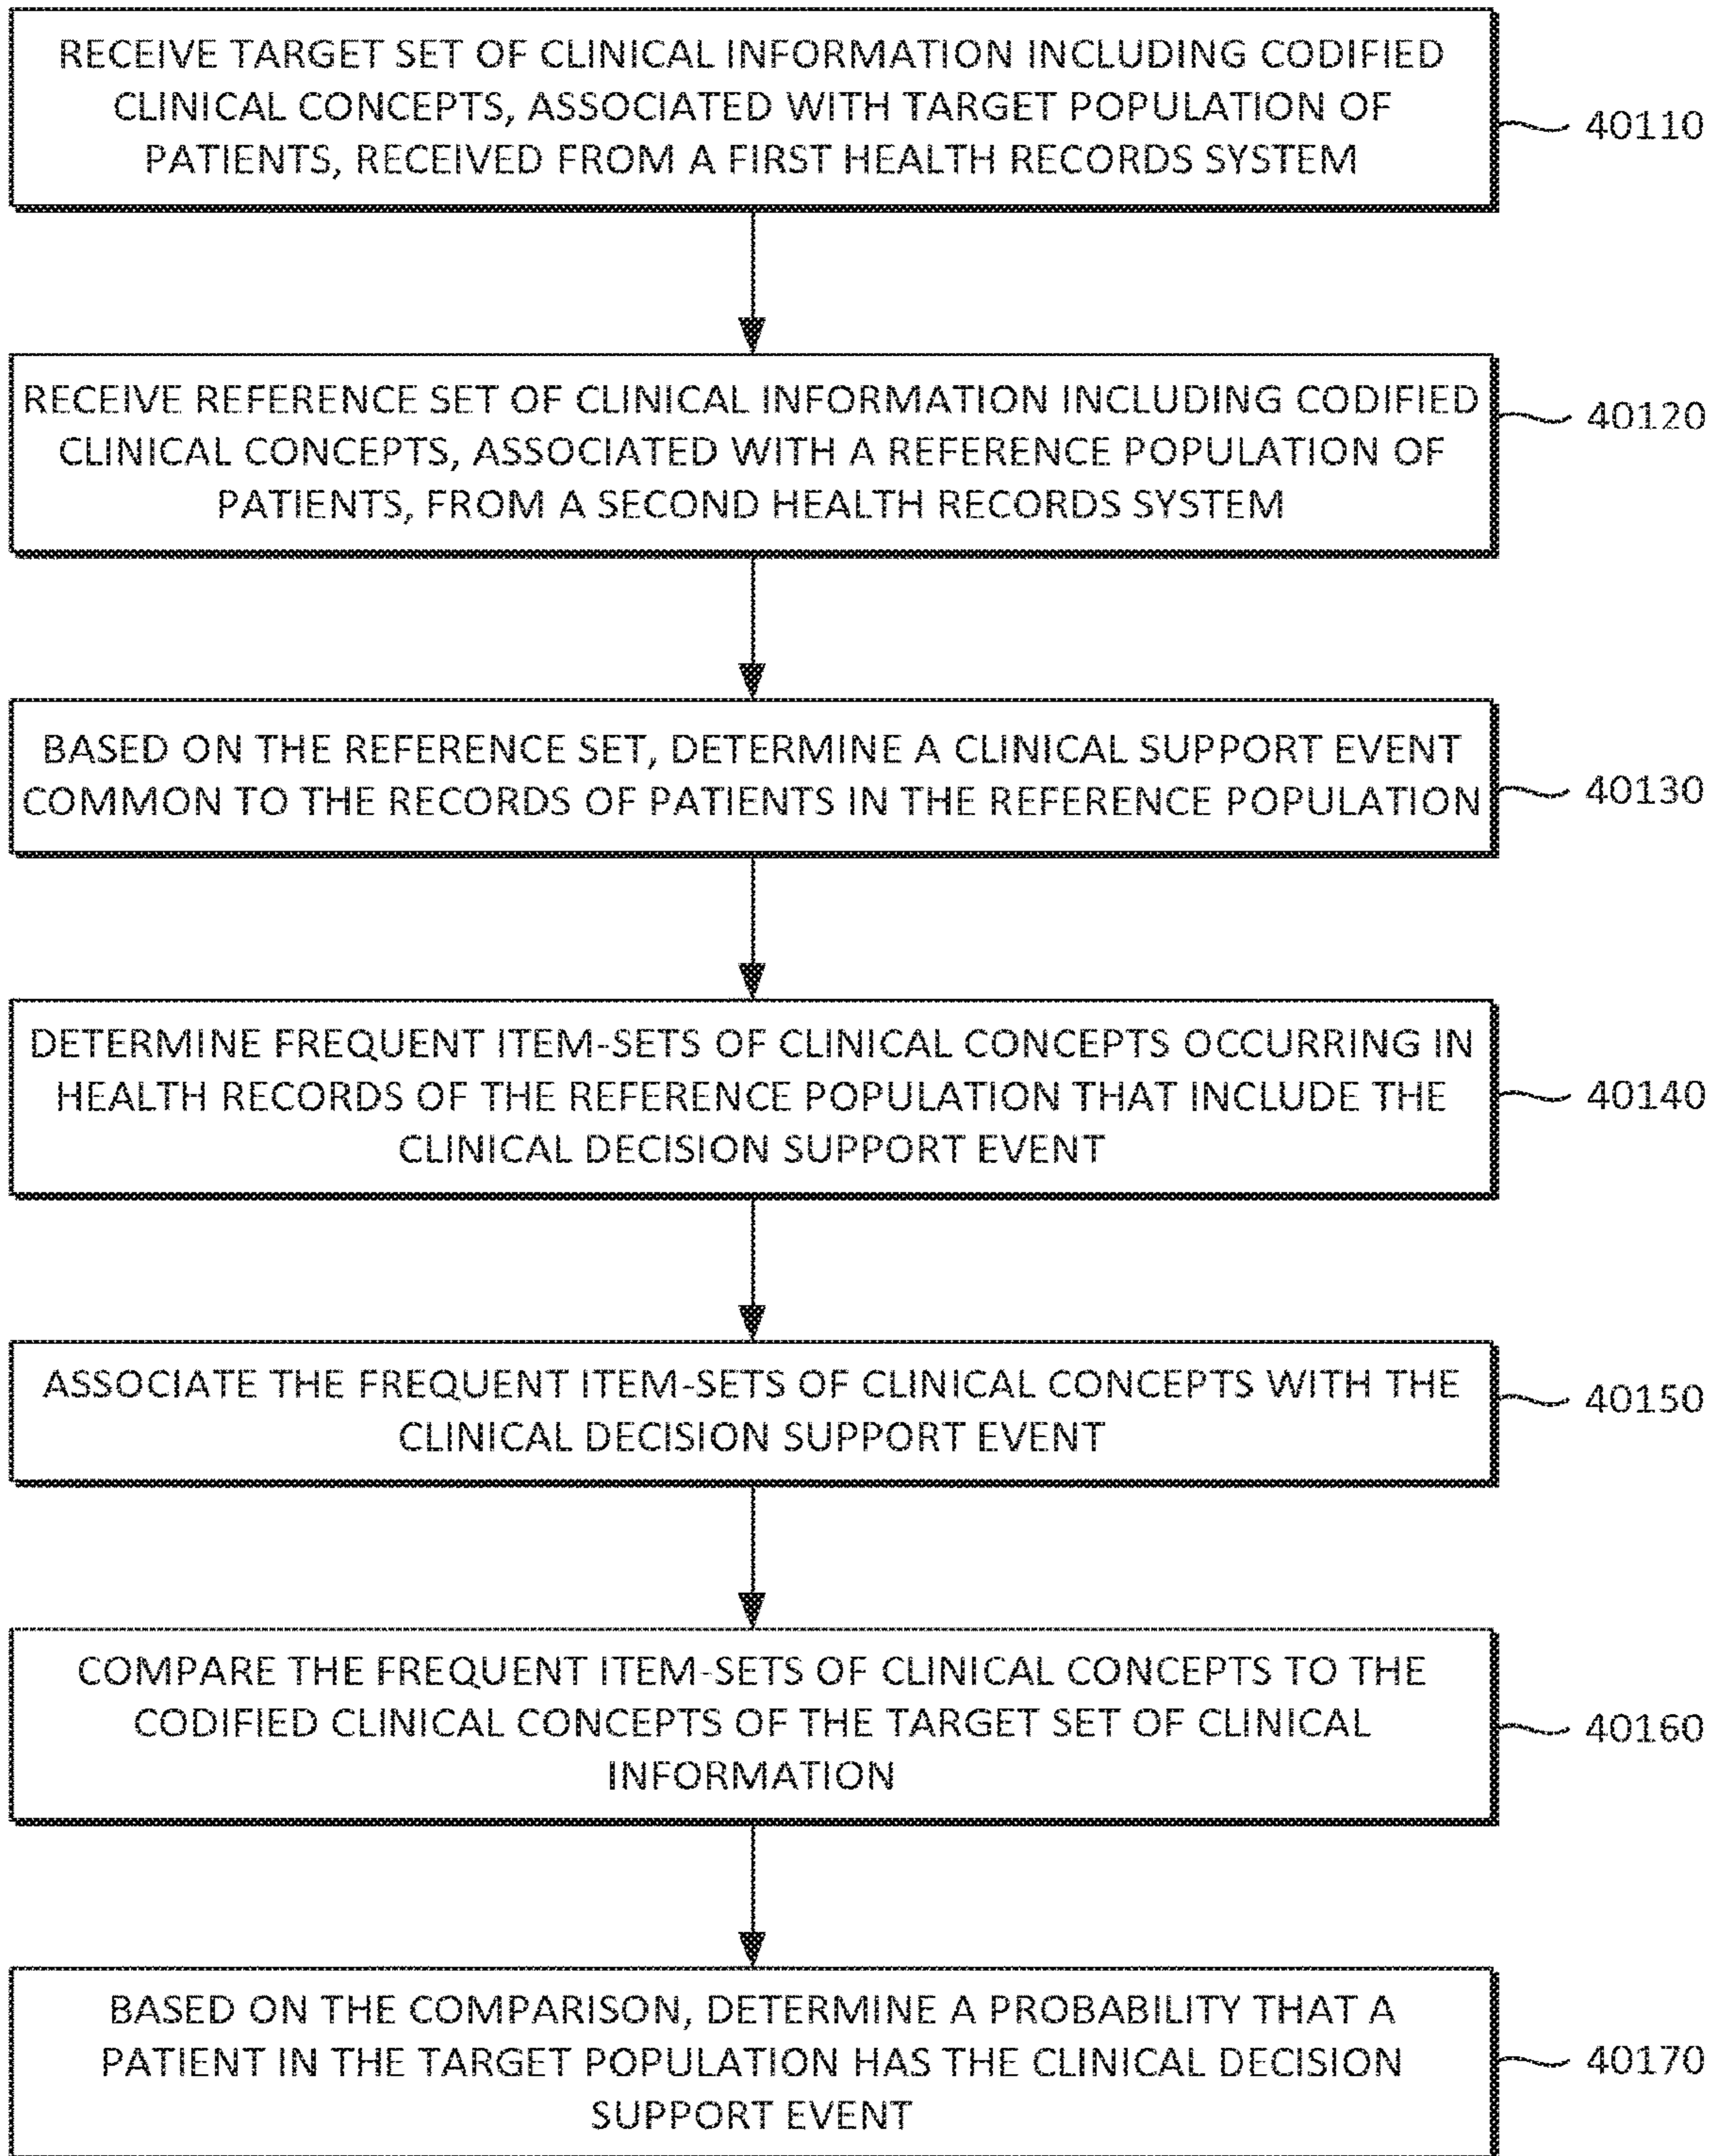 RECEIVE TARGET SET OF CLINICAL INFORMATION INCLUDING CODIFIED
CLINICAL CONCEPTS, ASSOCIATED WITH TARGET POPULATION OF
PATIENTS, RECEIVED FROM A FIRST HEALTH RECORDS SYSTEM
40110
RECEIVE REFERENCE SET OF CLINICAL INFORMATION INCLUDING CODIFIED
CLINICAL CONCEPTS, ASSOCIATED WITH A REFERENCE POPULATION OF
PATIENTS, FROM A SECOND HEALTH RECORDS SYSTEM
40120
BASED ON THE REFERENCE SET, DETERMINE A CLINICAL SUPPORT EVENT
COMMON TO THE RECORDS OF PATIENTS IN THE REFERENCE POPULATION
40130
DETERMINE FREQUENT ITEM-SETS OF CLINICAL CONCEPTS OCCURRING IN
HEALTH RECORDS OF THE REFERENCE POPULATION THAT INCLUDE THE
CLINICAL DECISION SUPPORT EVENT
40140
ASSOCIATE THE FREQUENT ITEM-SETS OF CLINICAL CONCEPTS WITH THE
CLINICAL DECISION SUPPORT EVENT
40150
COMPARE THE FREQUENT ITEM-SETS OF CLINICAL CONCEPTS TO THE
CODIFIED CLINICAL CONCEPTS OF THE TARGET SET OF CLINICAL
INFORMATION
40160
BASED ON THE COMPARISON, DETERMINE A PROBABILITY THAT A
PATIENT IN THE TARGET POPULATION HAS THE CLINICAL DECISION
SUPPORT EVENT
40170